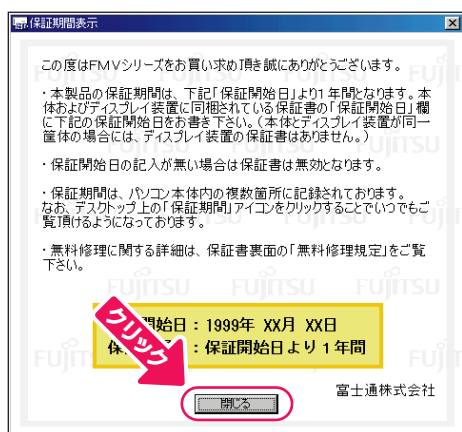 保証期間表示
この度はFMVシリーズをお買い求め頂き誠にありがとうございます。
・本製品の保証期間は、下記「保証開始日」より1年間となります。本
体およびディスプレイ装置に同梱されている保証書の「保証開始日」欄
に下記の保証開始日をお書き下さい。（本体とディスプレイ装置が同一
筐体の場合には、ディスプレイ装置の保証書はありません。）
・保証開始日の記入が無い場合は保証書は無効となります。
・保証期間は、パソコン本体内の複数箇所に記録されております。
なお、デスクトップ上の「保証期間」アイコンをクリックすることでいつでもご
覧頂けるようになっております。
・無料修理に関する詳細は、保証書裏面の「無料修理規定」をご覧
下さい。
開始日：1999年 XX月 XX日
保　　　：保証開始日より1年間
クリック
閉じる
富士通株式会社
FUJITSU